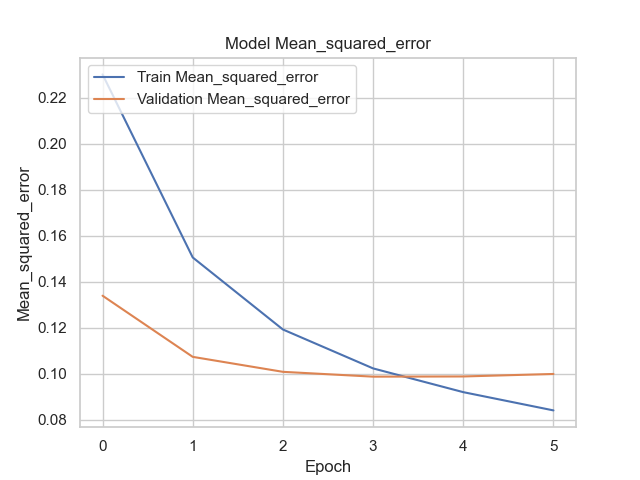 Model Mean_squared_error
Train Mean_squared_error
Validation Mean_squared_error
Mean_squared_error
0.22
0.20
0.18
0.16
0.14
0.12
0.10
0.08
0 1 2 3 4 5
Epoch